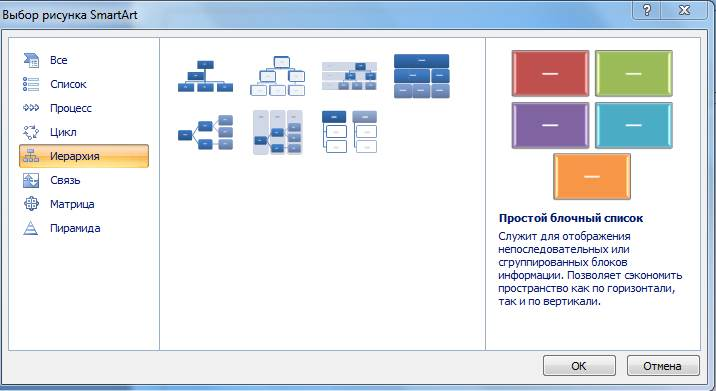 Выбор рисунка SmartArt
Все
Список
Процесс
Цикл
Иерархия
Связь
Матрица
Пирамида
Простой блочный список
Служит для отображения
непоследовательных или
сгруппированных блоков
информации. Позволяет сэкономить
пространство как по горизонтали,
так и по вертикали.
ОК
Отмена